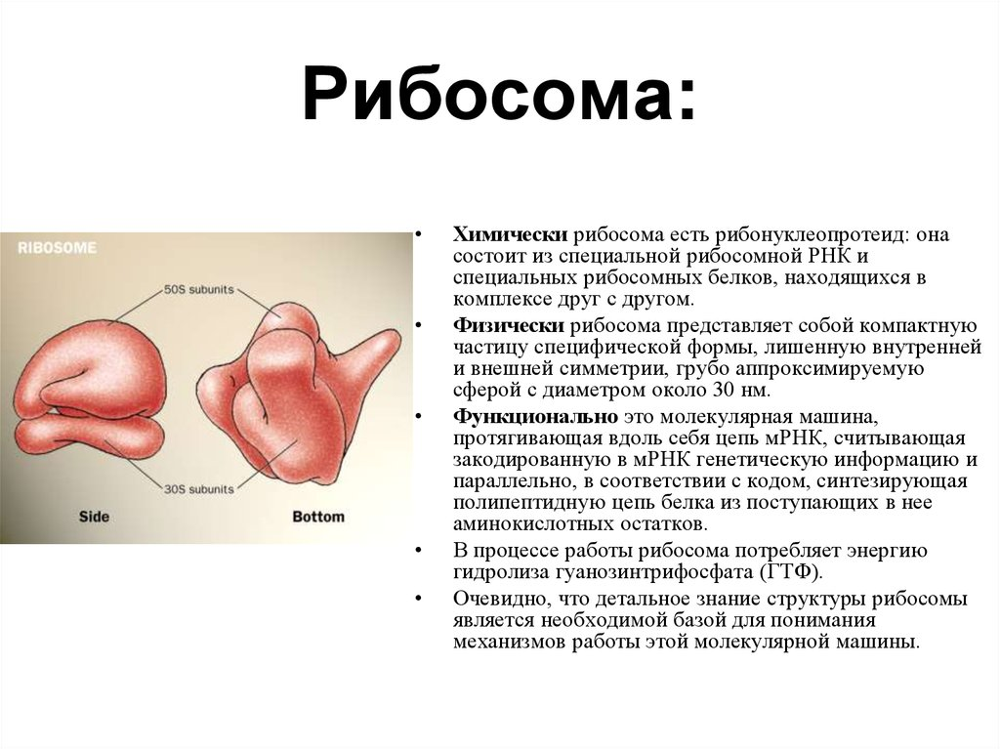 Рибосома:
RIBOSOME
50S subunits
30S subunits
Side
Bottom
• Химически рибосома есть рибонуклеопротеид: она
состоит из специальной рибосомной РНК и
специальных рибосомных белков, находящихся в
комплексе друг с другом.
• Физически рибосома представляет собой компактную
частицу специфической формы, лишенную внутренней
и внешней симметрии, грубо аппроксимируемую
сферой с диаметром около 30 нм.
• Функционально это молекулярная машина,
протягивающая вдоль себя цепь мРНК, считывающая
закодированную в мРНК генетическую информацию и
параллельно, в соответствии с кодом, синтезирующая
полипептидную цепь белка из поступающих в нее
аминокислотных остатков.
• В процессе работы рибосома потребляет энергию
гидролиза гуанозинтрифосфата (ГТФ).
• Очевидно, что детальное знание структуры рибосомы
является необходимой базой для понимания
механизмов работы этой молекулярной машины.